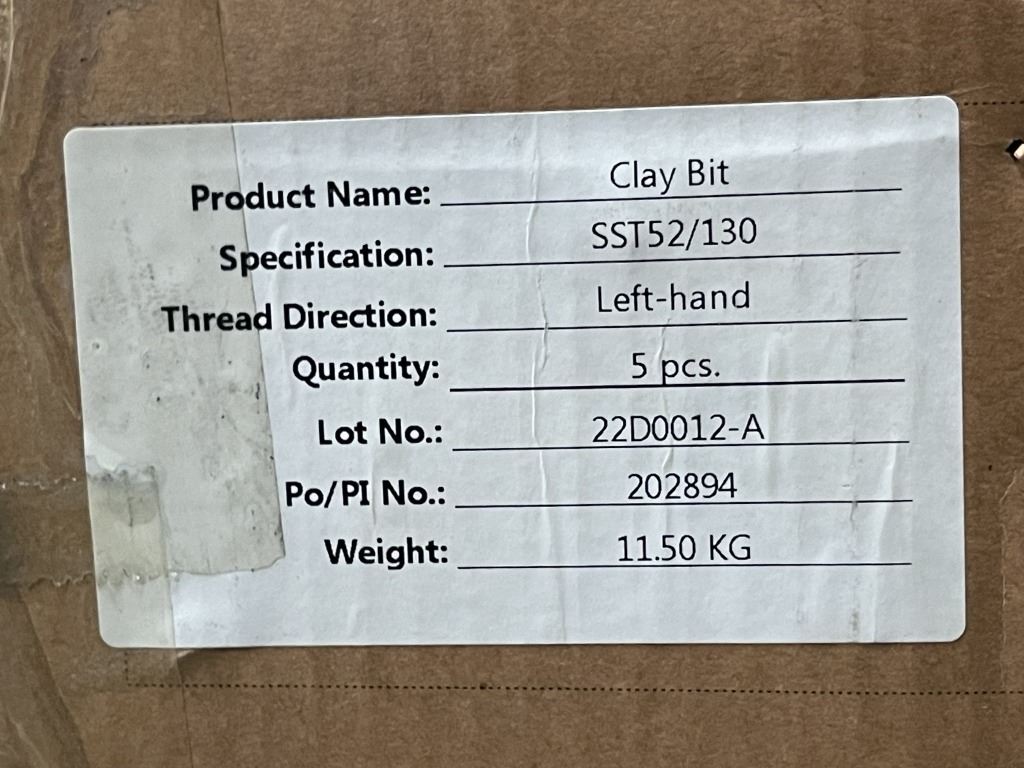 Product Name: Clay Bit
Specification: SST52/130
Thread Direction: Left-hand
Quantity: 5 pcs.
Lot No.: 22D0012-A
Po/PI No.: 202894
Weight: 11.50 KG